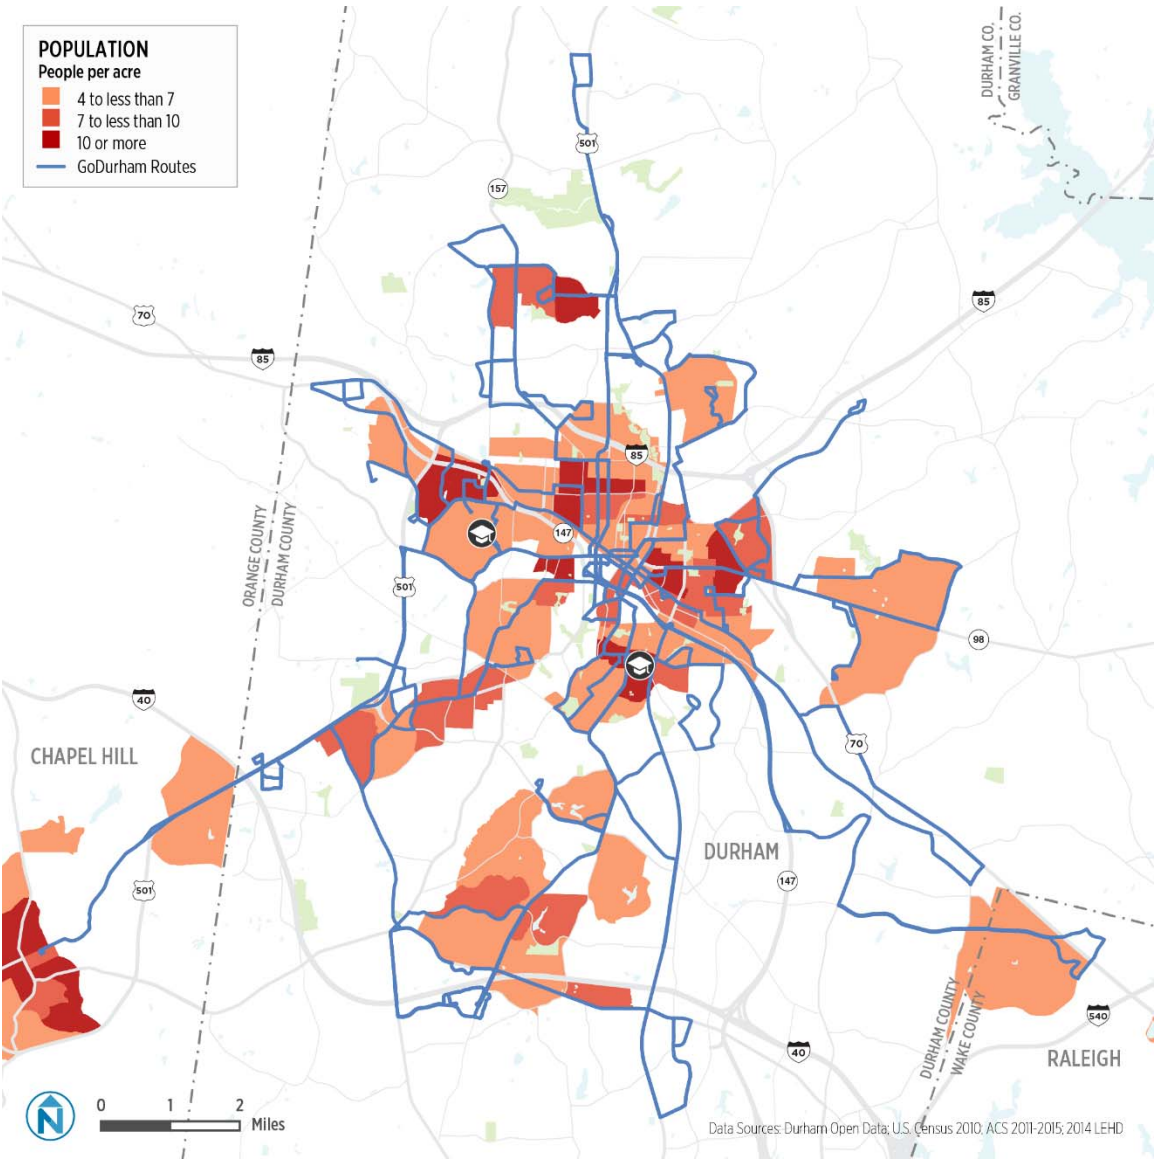 POPULATION
People per acre
4 to less than 7
7 to less than 10
10 or more
GoDurham Routes
DURHAM CO.
GRANVILLE CO.
501
157
85
70
85
85
147
ORANGE COUNTY
DURHAM COUNTY
501
98
40
CHAPEL HILL
70
DURHAM
147
501
DURHAM COUNTY
WAKE COUNTY
540
40
RALEIGH
N
0 1 2
Miles
Data Sources: Durham Open Data; U.S. Census 2010; ACS 2011-2015; 2014 LEHD